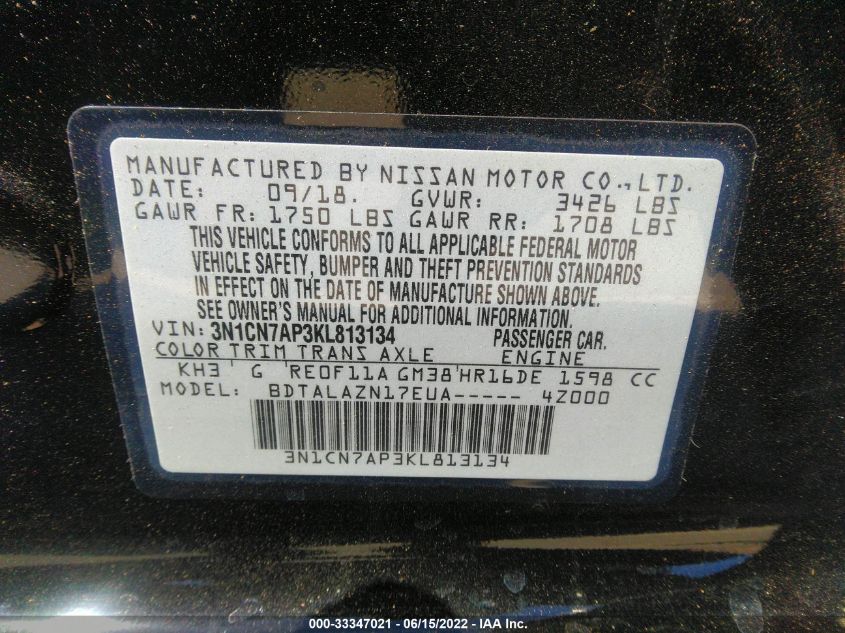 MANUFACTURED BY NISSAN MOTOR CO., LTD.
DATE: 09/18. GVWR: 3426 LBS
GAWR FR: 1750 LBS GAWR RR: 1708 LBS
THIS VEHICLE CONFORMS TO ALL APPLICABLE FEDERAL MOTOR
VEHICLE SAFETY, BUMPER AND THEFT PREVENTION STANDARDS
IN EFFECT ON THE DATE OF MANUFACTURE SHOWN ABOVE.
SEE OWNER'S MANUAL FOR ADDITIONAL INFORMATION.
VIN: 3N1CN7AP3KL813134 PASSENGER CAR.
COLOR TRIM TRANS AXLE ENGINE
KH3 G RE0F11A GM38 HR16DE 1598 CC
MODEL: BDTALAZN17EUA----- 4Z000
3N1CN7AP3KL813134
000-33347021 - 06/15/2022 - IAA Inc.